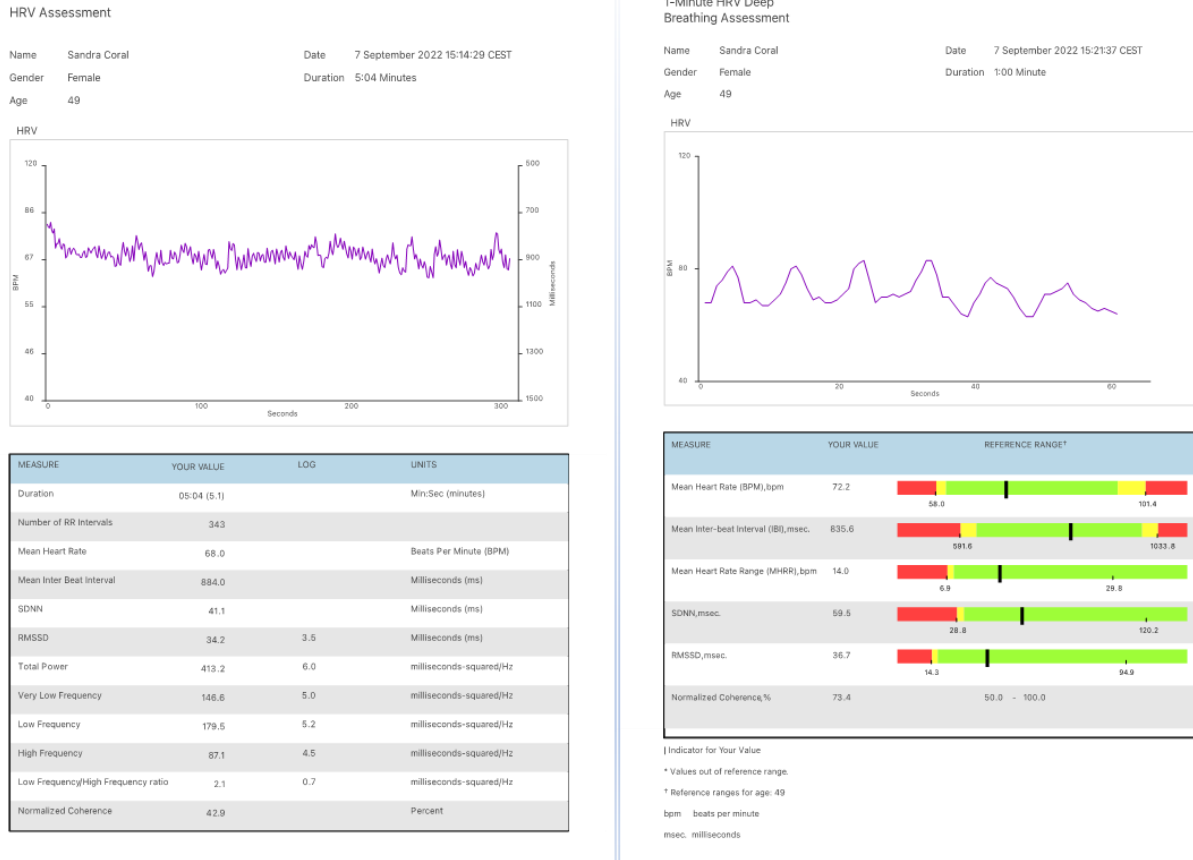 HRV Assessment
Name Sandra Coral Date 7 September 2022 15:14:29 CEST
Gender Female Duration 5:04 Minutes
Age 49
HRV
120 500
86 700
67 900
BPM
Milliseconds
55 1100
46 1300
40 1500
0 100 200 300
Seconds
MEASURE YOUR VALUE LOG UNITS
Duration 05:04 (5.1) Min:Sec (minutes)
Number of RR Intervals 343
Mean Heart Rate 68.0 Beats Per Minute (BPM)
Mean Inter Beat Interval 884.0 Milliseconds (ms)
SDNN 41.1 Milliseconds (ms)
RMSSD 34.2 3.5 Milliseconds (ms)
Total Power 413.2 6.0 milliseconds-squared/Hz
Very Low Frequency 146.6 5.0 milliseconds-squared/Hz
Low Frequency 179.5 5.2 milliseconds-squared/Hz
High Frequency 87.1 4.5 milliseconds-squared/Hz
Low Frequency/High Frequency ratio 2.1 0.7 milliseconds-squared/Hz
Normalized Coherence 42.9 Percent
1-Minute HRV Deep
Breathing Assessment
Name Sandra Coral Date 7 September 2022 15:21:37 CEST
Gender Female Duration 1:00 Minute
Age 49
HRV
120
BPM
80
40
0 20 40 60
Seconds
MEASURE YOUR VALUE REFERENCE RANGE†
Mean Heart Rate (BPM),bpm 72.2
58.0 101.4
Mean Inter-beat Interval (IBI),msec. 835.6
591.6 1033.8
Mean Heart Rate Range (MHRR),bpm 14.0
6.9 29.8
SDNN,msec. 59.5
28.8 120.2
RMSSD,msec. 36.7
14.3 94.9
Normalized Coherence,% 73.4 50.0 - 100.0
| Indicator for Your Value
* Values out of reference range.
† Reference ranges for age: 49
bpm beats per minute
msec. milliseconds